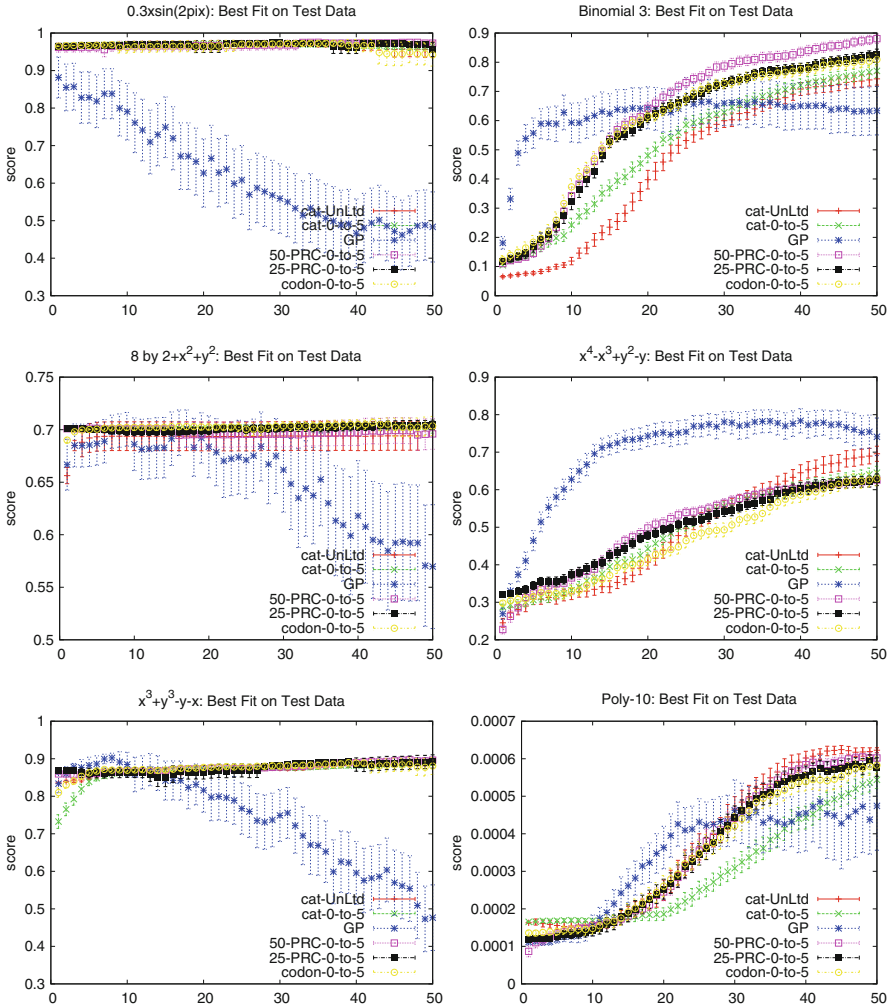 0.3xsin(2pix): Best Fit on Test Data
1
0.9
0.8
0.7
0.6
0.5
0.4
0.3
score
0 10 20 30 40 50
cat-UnLtd
cat-0-to-5
GP
50-PRC-0-to-5
25-PRC-0-to-5
codon-0-to-5
Binomial 3: Best Fit on Test Data
0.9
0.8
0.7
0.6
0.5
0.4
0.3
0.2
0.1
0
score
0 10 20 30 40 50
cat-UnLtd
cat-0-to-5
GP
50-PRC-0-to-5
25-PRC-0-to-5
codon-0-to-5
8 by 2+x²+y²: Best Fit on Test Data
0.75
0.7
0.65
0.6
0.55
0.5
score
0 10 20 30 40 50
cat-UnLtd
cat-0-to-5
GP
50-PRC-0-to-5
25-PRC-0-to-5
codon-0-to-5
x⁴-x³+y²-y: Best Fit on Test Data
0.9
0.8
0.7
0.6
0.5
0.4
0.3
0.2
score
0 10 20 30 40 50
cat-UnLtd
cat-0-to-5
GP
50-PRC-0-to-5
25-PRC-0-to-5
codon-0-to-5
x³+y³-y-x: Best Fit on Test Data
1
0.9
0.8
0.7
0.6
0.5
0.4
0.3
score
0 10 20 30 40 50
cat-UnLtd
cat-0-to-5
GP
50-PRC-0-to-5
25-PRC-0-to-5
codon-0-to-5
Poly-10: Best Fit on Test Data
0.0007
0.0006
0.0005
0.0004
0.0003
0.0002
0.0001
0
score
0 10 20 30 40 50
cat-UnLtd
cat-0-to-5
GP
50-PRC-0-to-5
25-PRC-0-to-5
codon-0-to-5